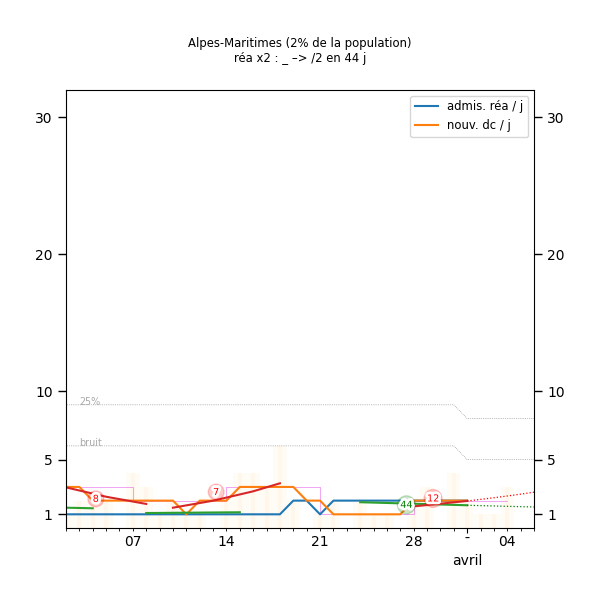 Alpes-Maritimes (2% de la population)
réa x2 : _ –> /2 en 44 j
admis. réa / j
nouv. dc / j
30 30
20 20
10 10
25%
bruit
5 5
8 7 44 12
1 1
07 14 21 28 - 04
avril